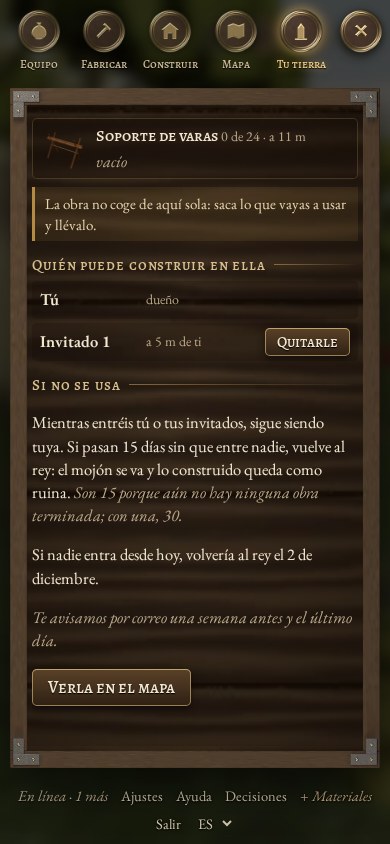 Equipo Fabricar Construir Mapa Tu tierra
Soporte de varas 0 de 24 · a 11 m
vacío
La obra no coge de aquí sola: saca lo que vayas a usar
y llévalo.
Quién puede construir en ella
Tú dueño
Invitado 1 a 5 m de ti Quitarle
Si no se usa
Mientras entréis tú o tus invitados, sigue siendo
tuya. Si pasan 15 días sin que entre nadie, vuelve al
rey: el mojón se va y lo construido queda como
ruina. Son 15 porque aún no hay ninguna obra
terminada; con una, 30.
Si nadie entra desde hoy, volvería al rey el 2 de
diciembre.
Te avisamos por correo una semana antes y el último
día.
Verla en el mapa
En línea · 1 más Ajustes Ayuda Decisiones + Materiales
Salir ES